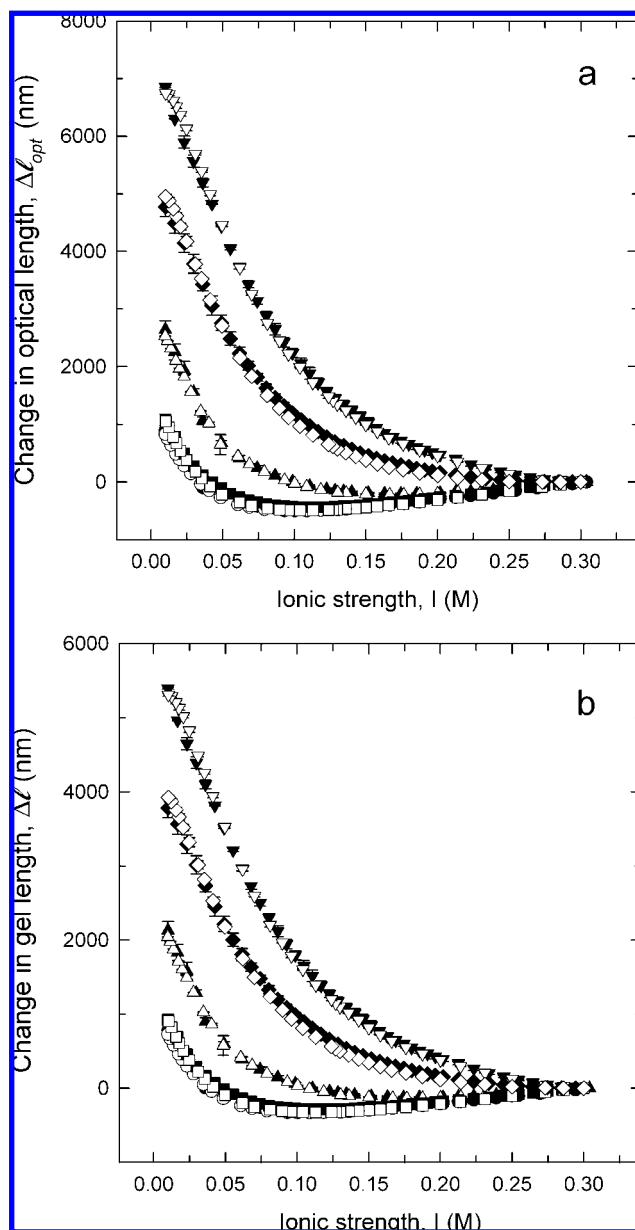 8000
a
6000
4000
2000
0
Change in optical length, Δℓopt (nm)
0.00 0.05 0.10 0.15 0.20 0.25 0.30
Ionic strength, I (M)
6000
b
4000
2000
0
Change in gel length, Δℓ (nm)
0.00 0.05 0.10 0.15 0.20 0.25 0.30
Ionic strength, I (M)